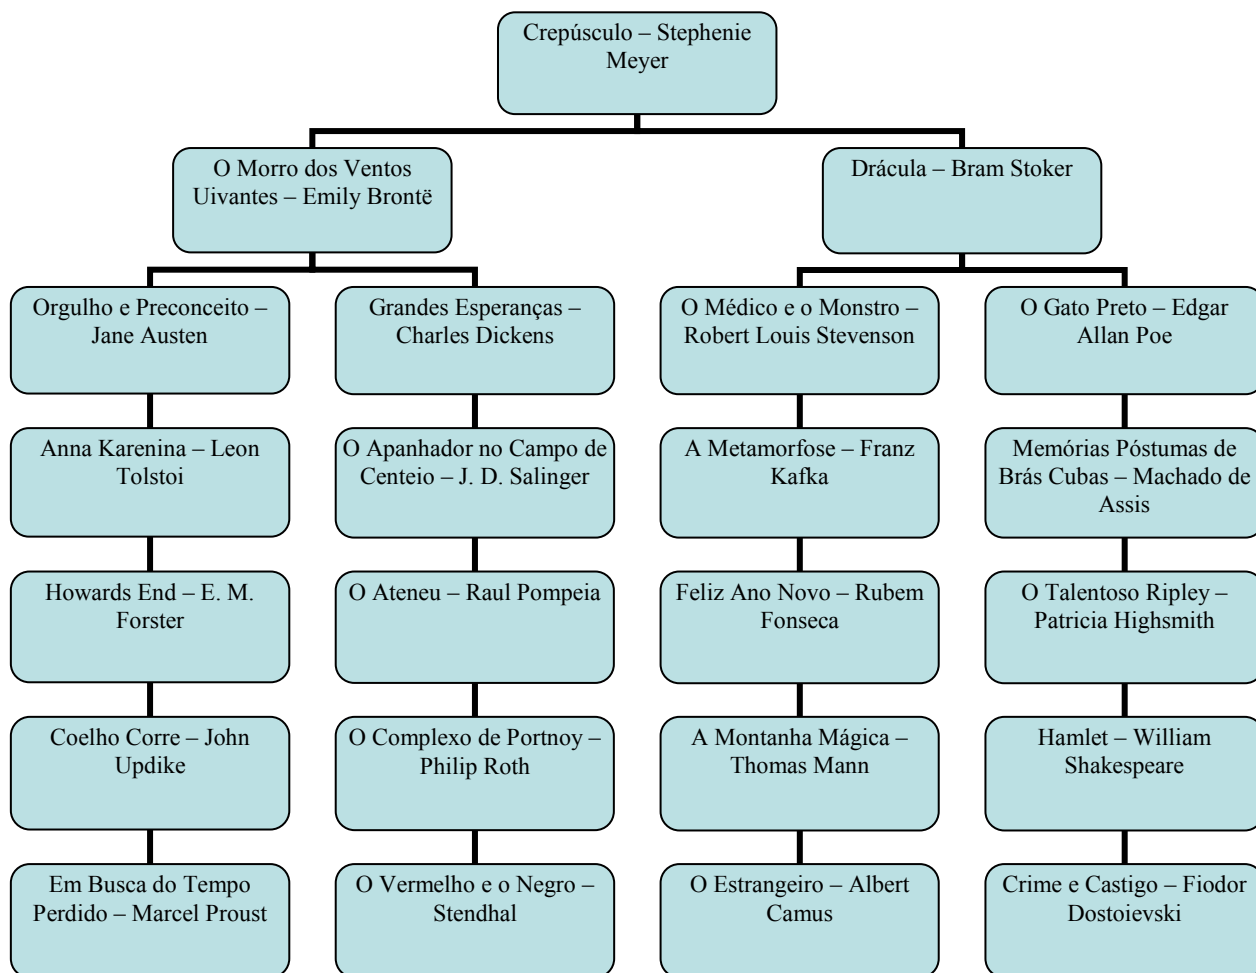 Crepúsculo – Stephenie
Meyer
O Morro dos Ventos
Uivantes – Emily Brontë
Drácula – Bram Stoker
Orgulho e Preconceito –
Jane Austen
Grandes Esperanças –
Charles Dickens
O Médico e o Monstro –
Robert Louis Stevenson
O Gato Preto – Edgar
Allan Poe
Anna Karenina – Leon
Tolstoi
O Apanhador no Campo de
Centeio – J. D. Salinger
A Metamorfose – Franz
Kafka
Memórias Póstumas de
Brás Cubas – Machado de
Assis
Howards End – E. M.
Forster
O Ateneu – Raul Pompeia
Feliz Ano Novo – Rubem
Fonseca
O Talentoso Ripley –
Patricia Highsmith
Coelho Corre – John
Updike
O Complexo de Portnoy –
Philip Roth
A Montanha Mágica –
Thomas Mann
Hamlet – William
Shakespeare
Em Busca do Tempo
Perdido – Marcel Proust
O Vermelho e o Negro –
Stendhal
O Estrangeiro – Albert
Camus
Crime e Castigo – Fiodor
Dostoievski